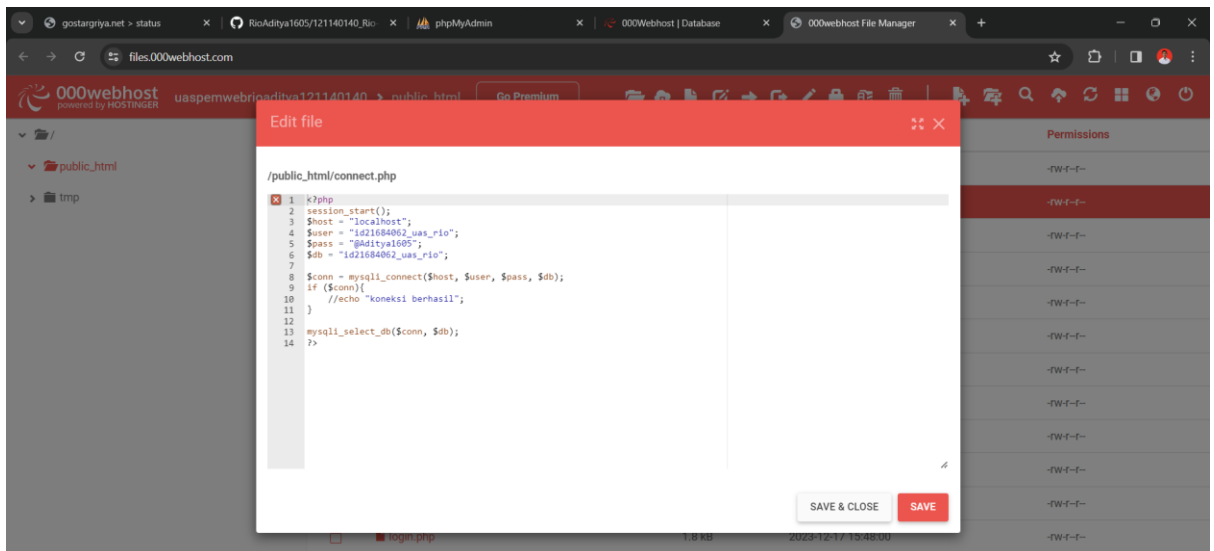 gostargriya.net > status
RioAditya1605/121140140_Rio-
phpMyAdmin
000Webhost | Database
000webhost File Manager
files.000webhost.com
000webhost
powered by HOSTINGER
uaspemwebrioaditya121140140 > public_html
Go Premium
Edit file
/
public_html
tmp
Permissions
/public_html/connect.php
1 <?php
2 session_start();
3 $host = "localhost";
4 $user = "id21684062_uas_rio";
5 $pass = "@Aditya1605";
6 $db = "id21684062_uas_rio";
7
8 $conn = mysqli_connect($host, $user, $pass, $db);
9 if ($conn){
10 //echo "koneksi berhasil";
11 }
12
13 mysqli_select_db($conn, $db);
14 ?>
-rw-r--r--
-rw-r--r--
-rw-r--r--
-rw-r--r--
-rw-r--r--
-rw-r--r--
-rw-r--r--
-rw-r--r--
-rw-r--r--
-rw-r--r--
-rw-r--r--
SAVE & CLOSE
SAVE
login.php 1.8 kB 2023-12-17 15:48:00 -rw-r--r--